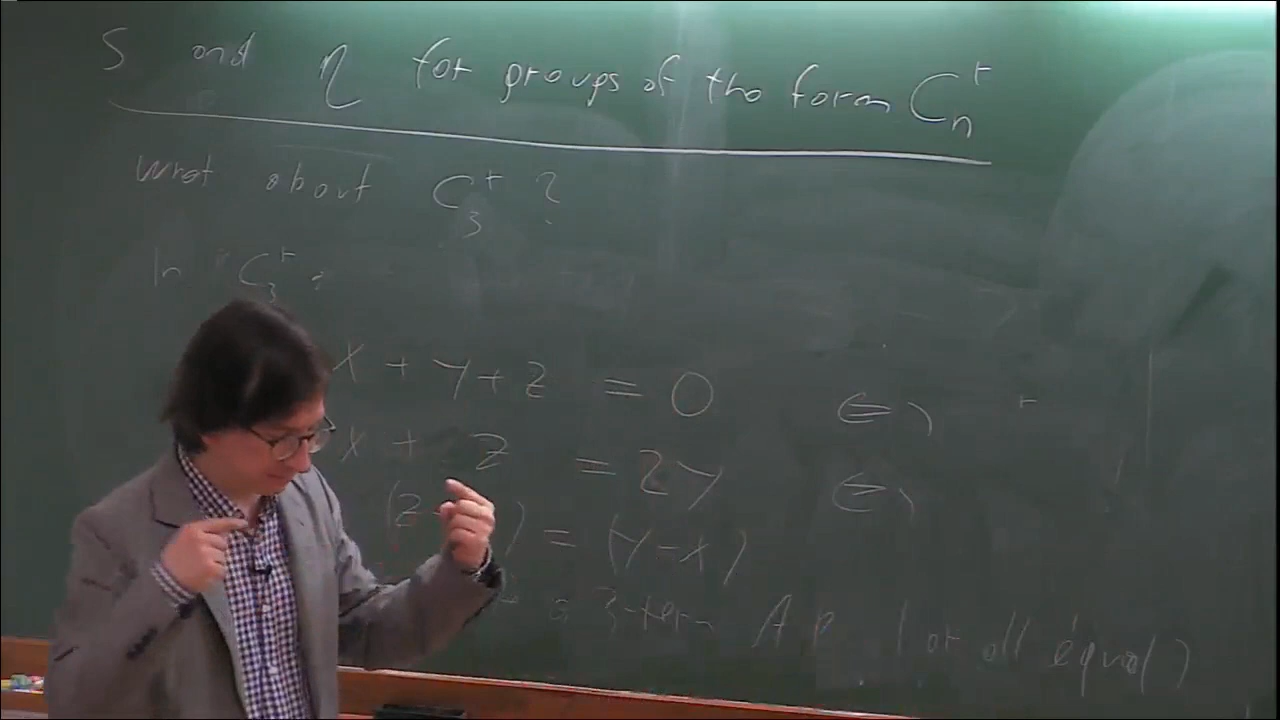 s and η for groups of the form C_n^r
What about C_3^r ?
In C_3^r :
x + y + z = 0 ⇔
x + z = 2y ⇔
(z ) = (y - x)
a 3-term AP (or all equal)